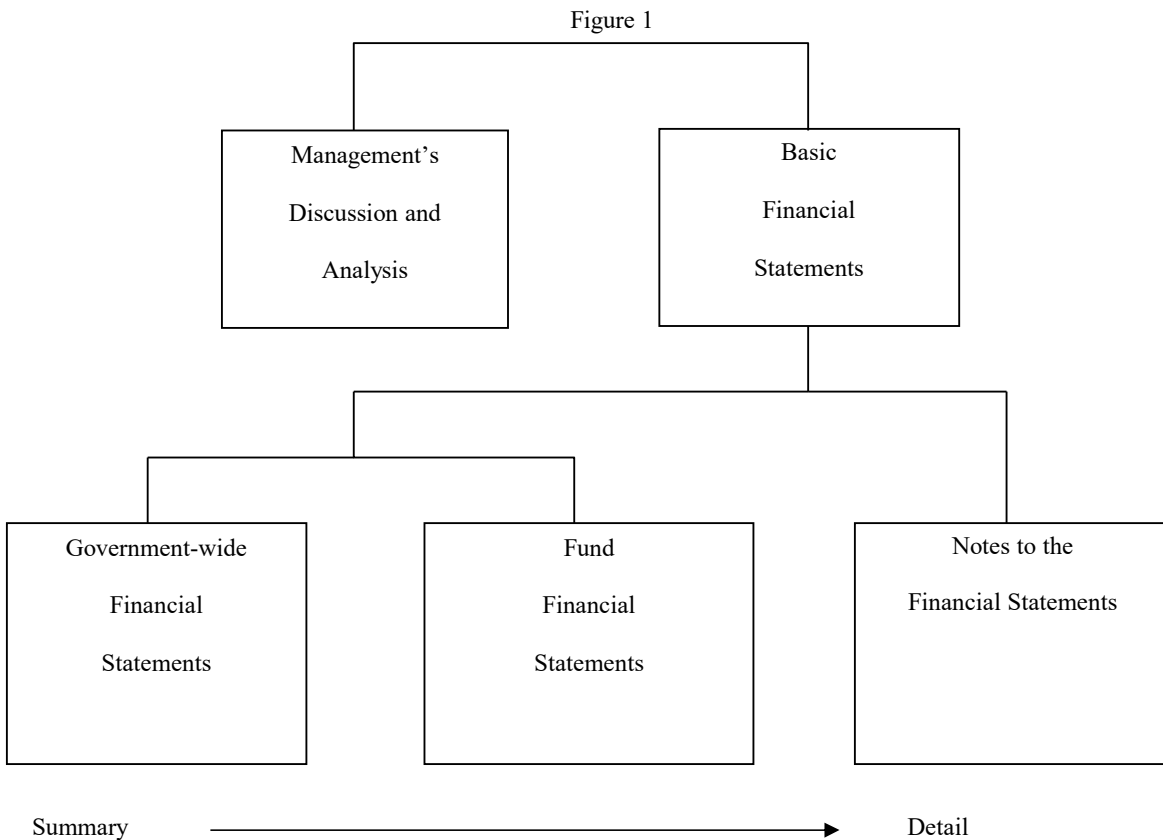 Figure 1
Management’s
Discussion and
Analysis
Basic
Financial
Statements
Government-wide
Financial
Statements
Fund
Financial
Statements
Notes to the
Financial Statements
Summary
Detail